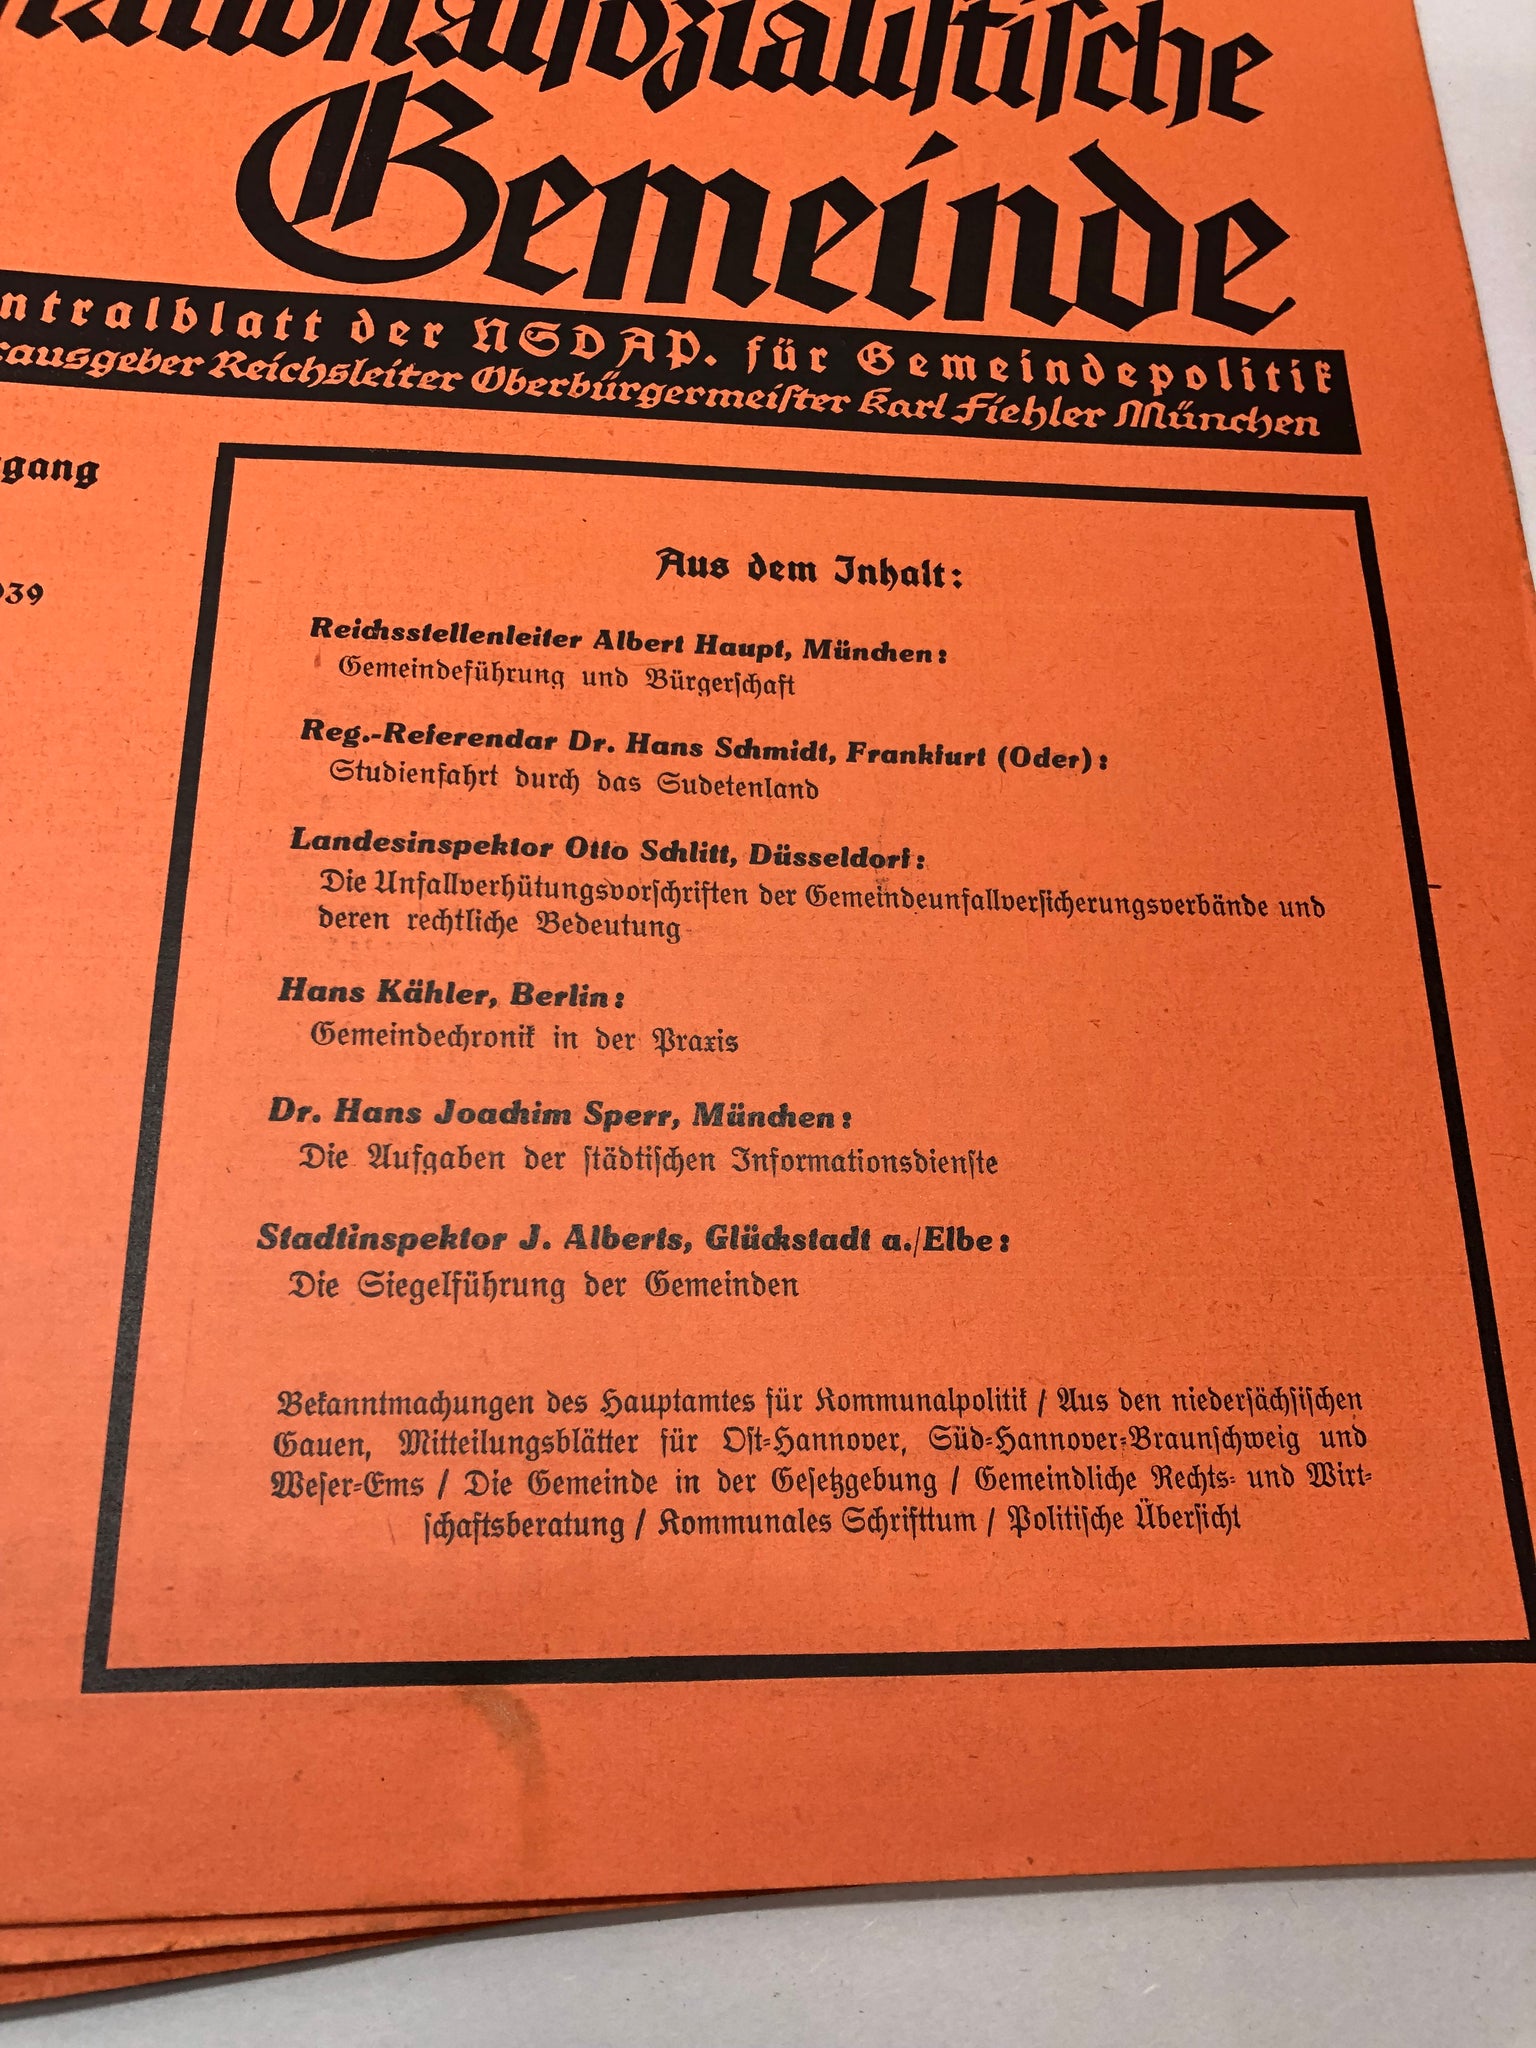 nationalsozialistische
Gemeinde
ntralblatt der NSDAP. für Gemeindepolitik
rausgeber Reichsleiter Oberbürgermeister Karl Fiehler München
gang
939
Aus dem Inhalt:
Reichsstellenleiter Albert Haupt, München:
Gemeindeführung und Bürgerschaft
Reg.-Referendar Dr. Hans Schmidt, Frankfurt (Oder):
Studienfahrt durch das Sudetenland
Landesinspektor Otto Schlitt, Düsseldorf:
Die Unfallverhütungsvorschriften der Gemeindeunfallversicherungsverbände und
deren rechtliche Bedeutung
Hans Kähler, Berlin:
Gemeindechronik in der Praxis
Dr. Hans Joachim Sperr, München:
Die Aufgaben der städtischen Informationsdienste
Stadtinspektor J. Alberts, Glückstadt a./Elbe:
Die Siegelführung der Gemeinden
Bekanntmachungen des Hauptamtes für Kommunalpolitik / Aus den niedersächsischen
Gauen, Mitteilungsblätter für Ost-Hannover, Süd-Hannover-Braunschweig und
Weser-Ems / Die Gemeinde in der Gesetzgebung / Gemeindliche Rechts- und Wirt-
schaftsberatung / Kommunales Schrifttum / Politische Übersicht